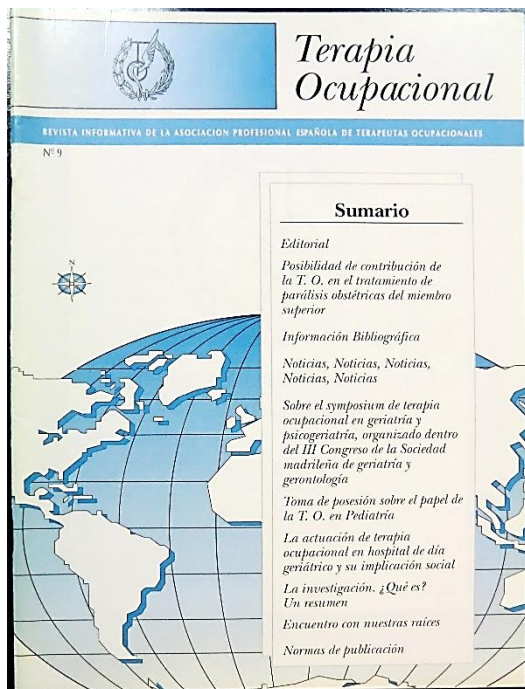 Terapia
Ocupacional
REVISTA INFORMATIVA DE LA ASOCIACION PROFESIONAL ESPAÑOLA DE TERAPEUTAS OCUPACIONALES
Nº 9
N
Sumario
Editorial
Posibilidad de contribución de
la T. O. en el tratamiento de
parálisis obstétricas del miembro
superior
Información Bibliográfica
Noticias, Noticias, Noticias,
Noticias, Noticias
Sobre el symposium de terapia
ocupacional en geriatría y
psicogeriatría, organizado dentro
del III Congreso de la Sociedad
madrileña de geriatría y
gerontología
Toma de posesión sobre el papel de
la T. O. en Pediatría
La actuación de terapia
ocupacional en hospital de día
geriátrico y su implicación social
La investigación. ¿Qué es?
Un resumen
Encuentro con nuestras raíces
Normas de publicación